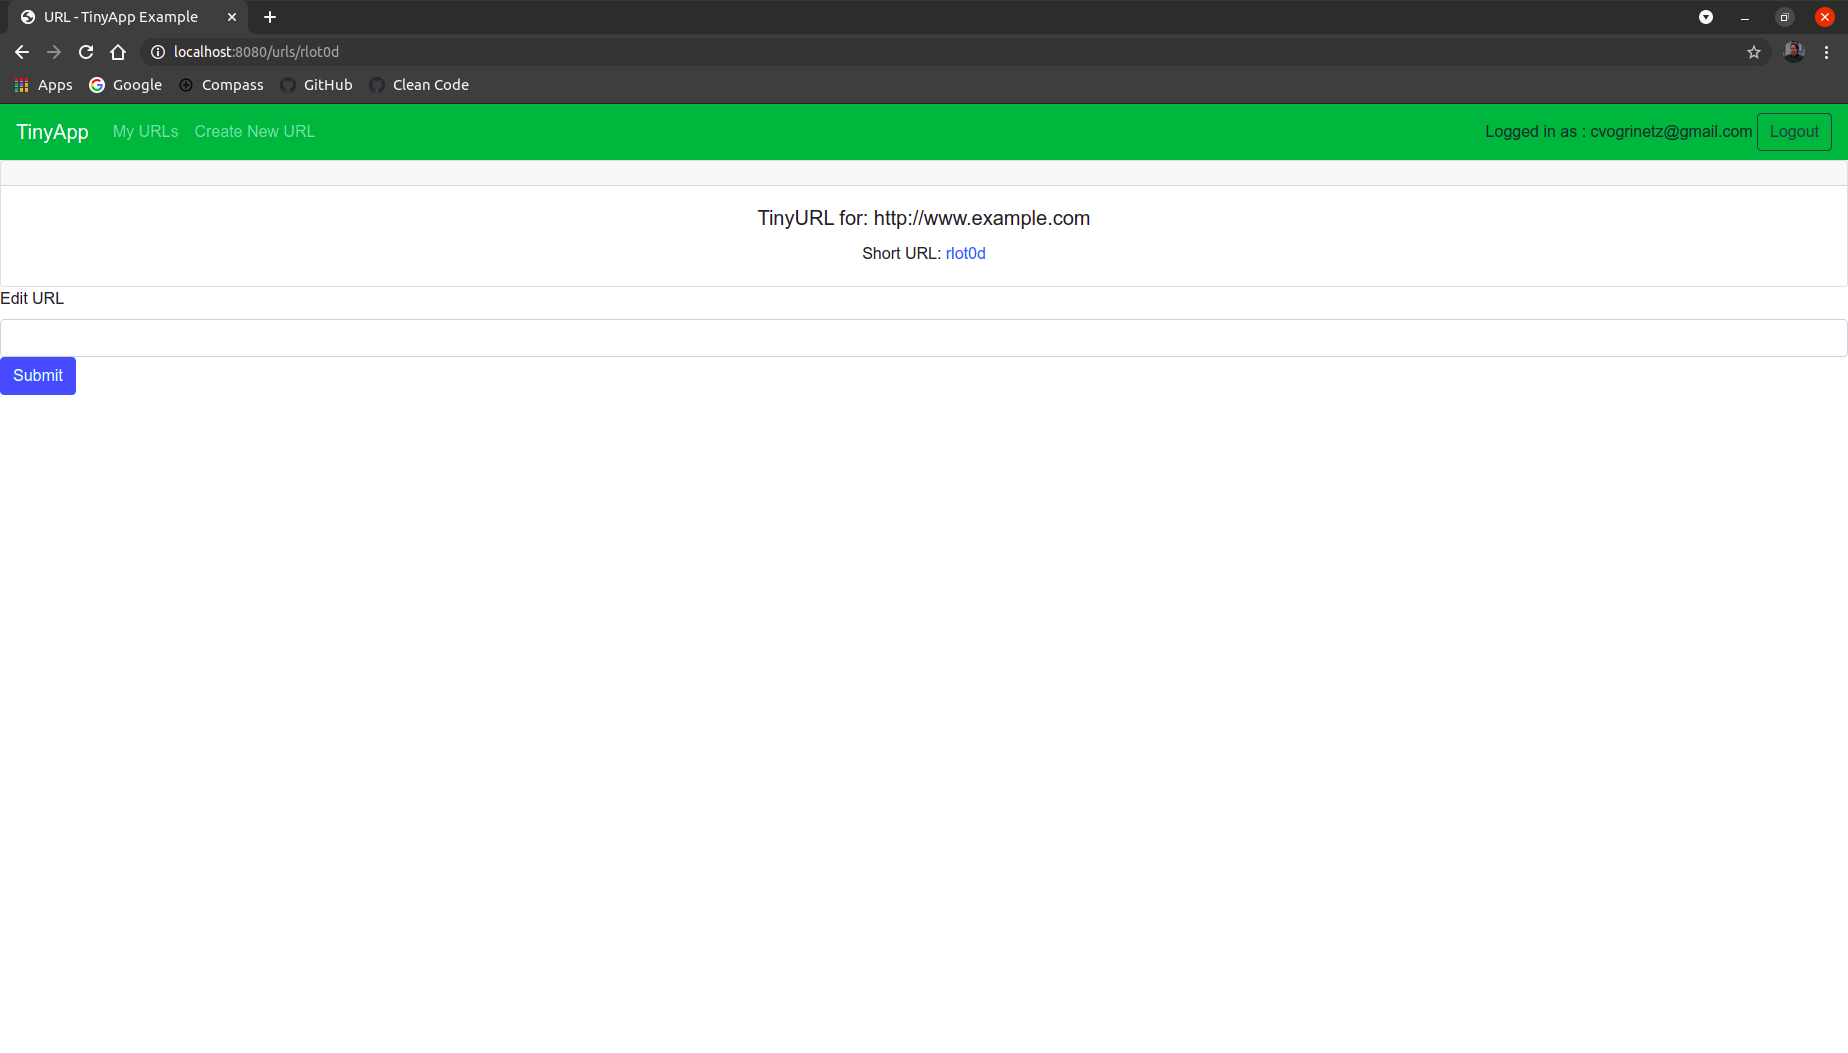 URL - TinyApp Example
localhost:8080/urls/rlot0d
Apps Google Compass GitHub Clean Code
TinyApp My URLs Create New URL Logged in as : cvogrinetz@gmail.com Logout
TinyURL for: http://www.example.com
Short URL: rlot0d
Edit URL
Submit